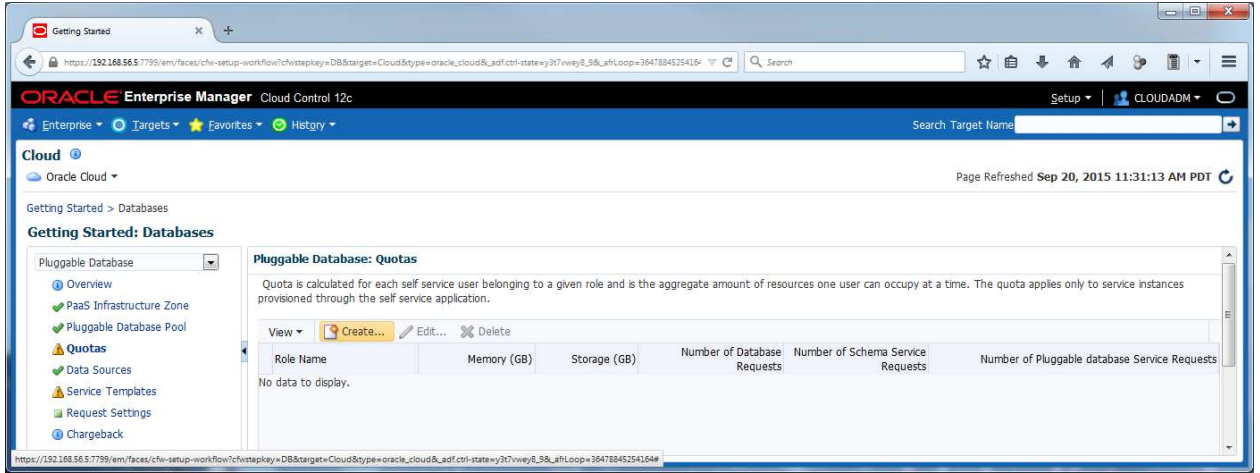 Getting Started
https://192.168.56.5:7799/em/faces/cfw-setup-workflow?cfwstepkey=DB&target=Cloud&type=oracle_cloud&_adf.ctrl-state=y3t7vwey8_9&_afrLoop=3647884525416
Search
ORACLE Enterprise Manager Cloud Control 12c
Setup
CLOUDADM
Enterprise Targets Favorites History
Search Target Name
Cloud
Oracle Cloud
Page Refreshed Sep 20, 2015 11:31:13 AM PDT
Getting Started > Databases
Getting Started: Databases
Pluggable Database
Overview
PaaS Infrastructure Zone
Pluggable Database Pool
Quotas
Data Sources
Service Templates
Request Settings
Chargeback
Pluggable Database: Quotas
Quota is calculated for each self service user belonging to a given role and is the aggregate amount of resources one user can occupy at a time. The quota applies only to service instances
provisioned through the self service application.
View Create... Edit... Delete
Role Name
Memory (GB)
Storage (GB)
Number of Database
Requests
Number of Schema Service
Requests
Number of Pluggable database Service Requests
No data to display.
https://192.168.56.5:7799/em/faces/cfw-setup-workflow?cfwstepkey=DB&target=Cloud&type=oracle_cloud&_adf.ctrl-state=y3t7vwey8_9&_afrLoop=36478845254164#